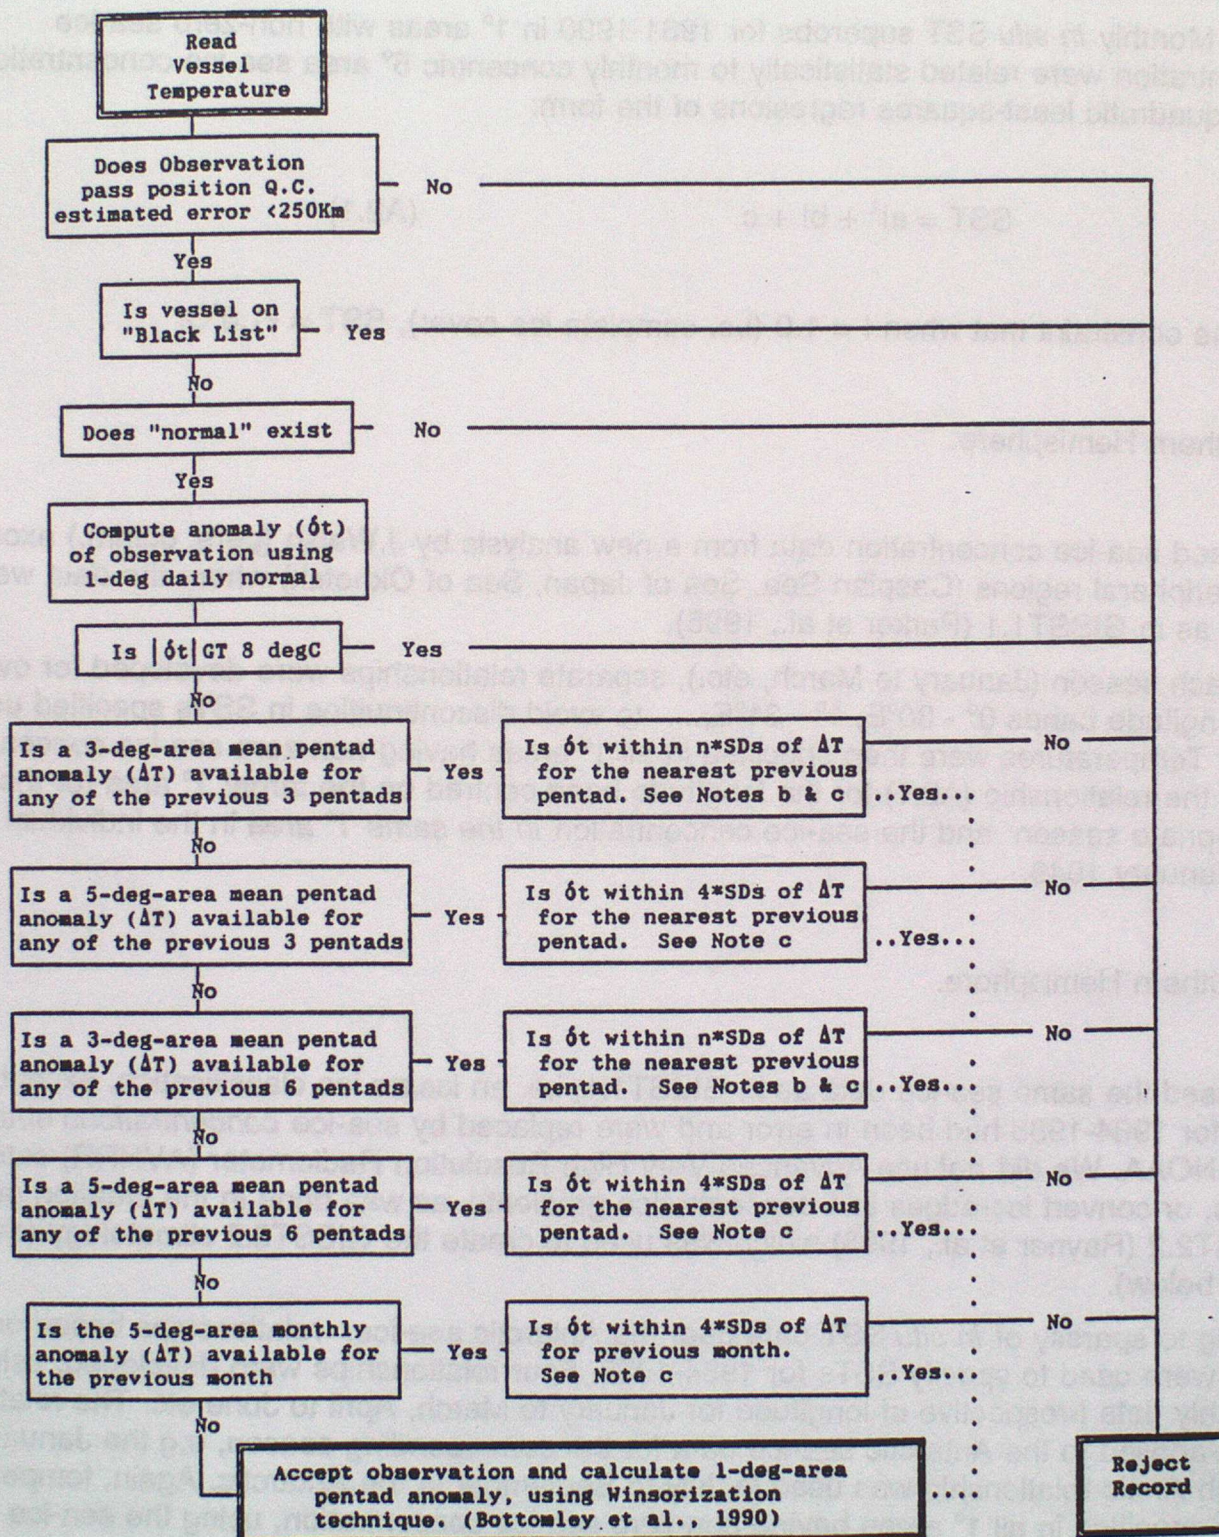 Read
Vessel
Temperature
Does Observation
pass position Q.C.
estimated error <250Km
No
Yes
Is vessel on
"Black List"
Yes
No
Does "normal" exist
No
Yes
Compute anomaly (δt)
of observation using
1-deg daily normal
Is |δt| GT 8 degC
Yes
No
Is a 3-deg-area mean pentad
anomaly (ΔT) available for
any of the previous 3 pentads
Yes
Is δt within n*SDs of ΔT
for the nearest previous
pentad. See Notes b & c
No
..Yes...
No
Is a 5-deg-area mean pentad
anomaly (ΔT) available for
any of the previous 3 pentads
Yes
Is δt within 4*SDs of ΔT
for the nearest previous
pentad. See Note c
No
..Yes...
No
Is a 3-deg-area mean pentad
anomaly (ΔT) available for
any of the previous 6 pentads
Yes
Is δt within n*SDs of ΔT
for the nearest previous
pentad. See Notes b & c
No
..Yes...
No
Is a 5-deg-area mean pentad
anomaly (ΔT) available for
any of the previous 6 pentads
Yes
Is δt within 4*SDs of ΔT
for the nearest previous
pentad. See Note c
No
..Yes...
No
Is the 5-deg-area monthly
anomaly (ΔT) available for
the previous month
Yes
Is δt within 4*SDs of ΔT
for previous month.
See Note c
No
..Yes...
No
Accept observation and calculate 1-deg-area
pentad anomaly, using Winsorization
technique. (Bottomley et al., 1990)
Reject
Record